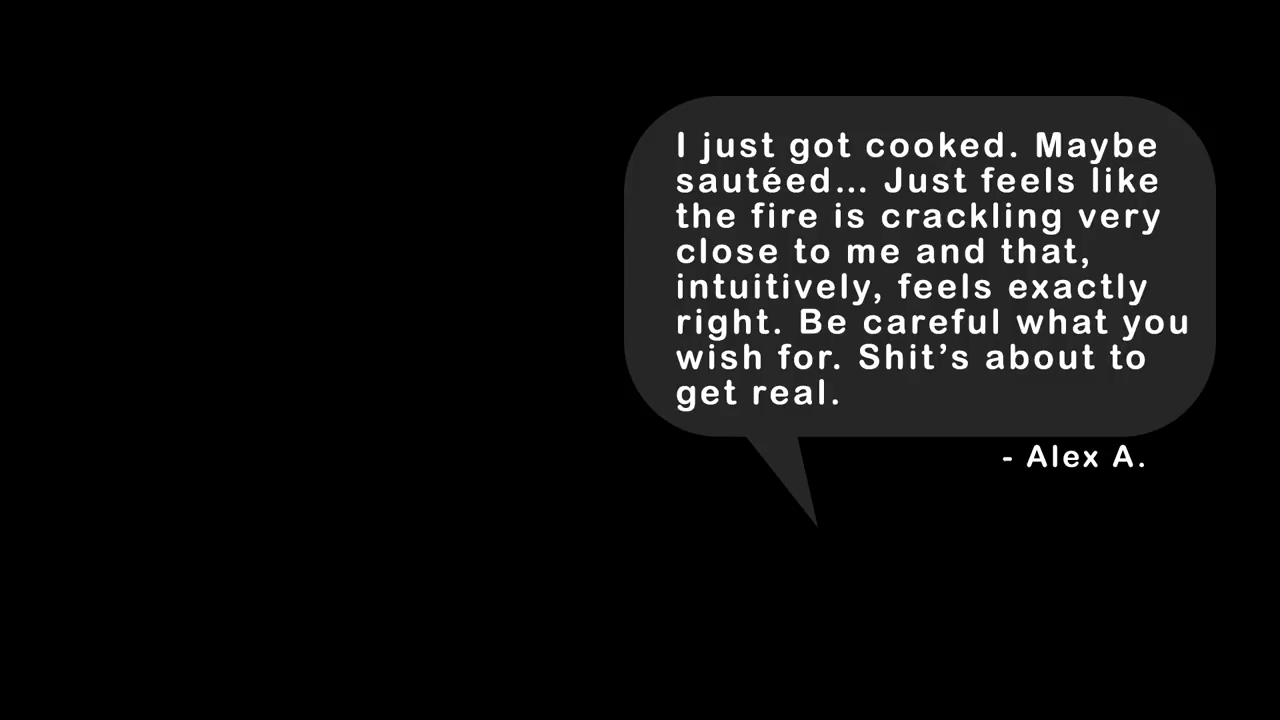 I just got cooked. Maybe
sautéed... Just feels like
the fire is crackling very
close to me and that,
intuitively, feels exactly
right. Be careful what you
wish for. Shit’s about to
get real.
- Alex A.